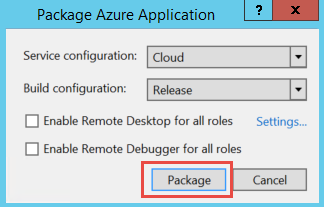 Package Azure Application
? X
Service configuration: Cloud
Build configuration: Release
Enable Remote Desktop for all roles Settings...
Enable Remote Debugger for all roles
Package Cancel